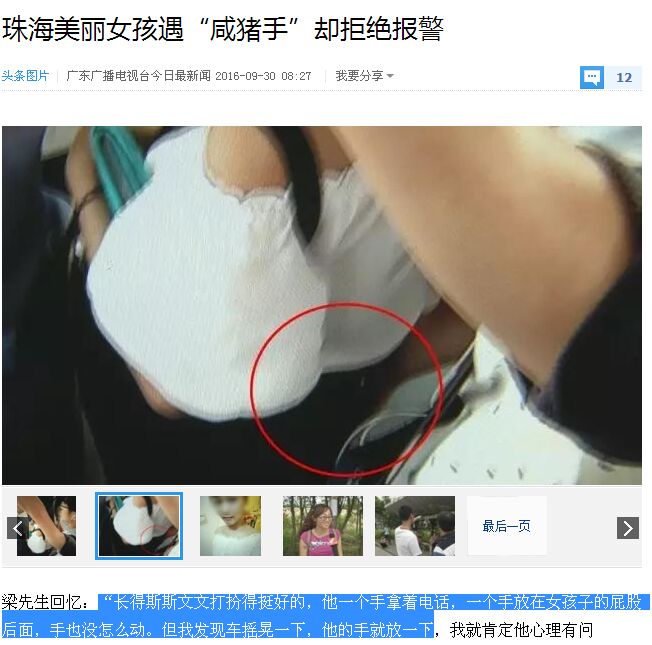 珠海美丽女孩遇“咸猪手”却拒绝报警
头条图片 广东广播电视台今日最新闻 2016-09-30 08:27 我要分享 12
最后一页
梁先生回忆：“长得斯斯文文打扮得挺好的，他一个手拿着电话，一个手放在女孩子的屁股
后面，手也没怎么动。但我发现车摇晃一下，他的手就放一下，我就肯定他心理有问